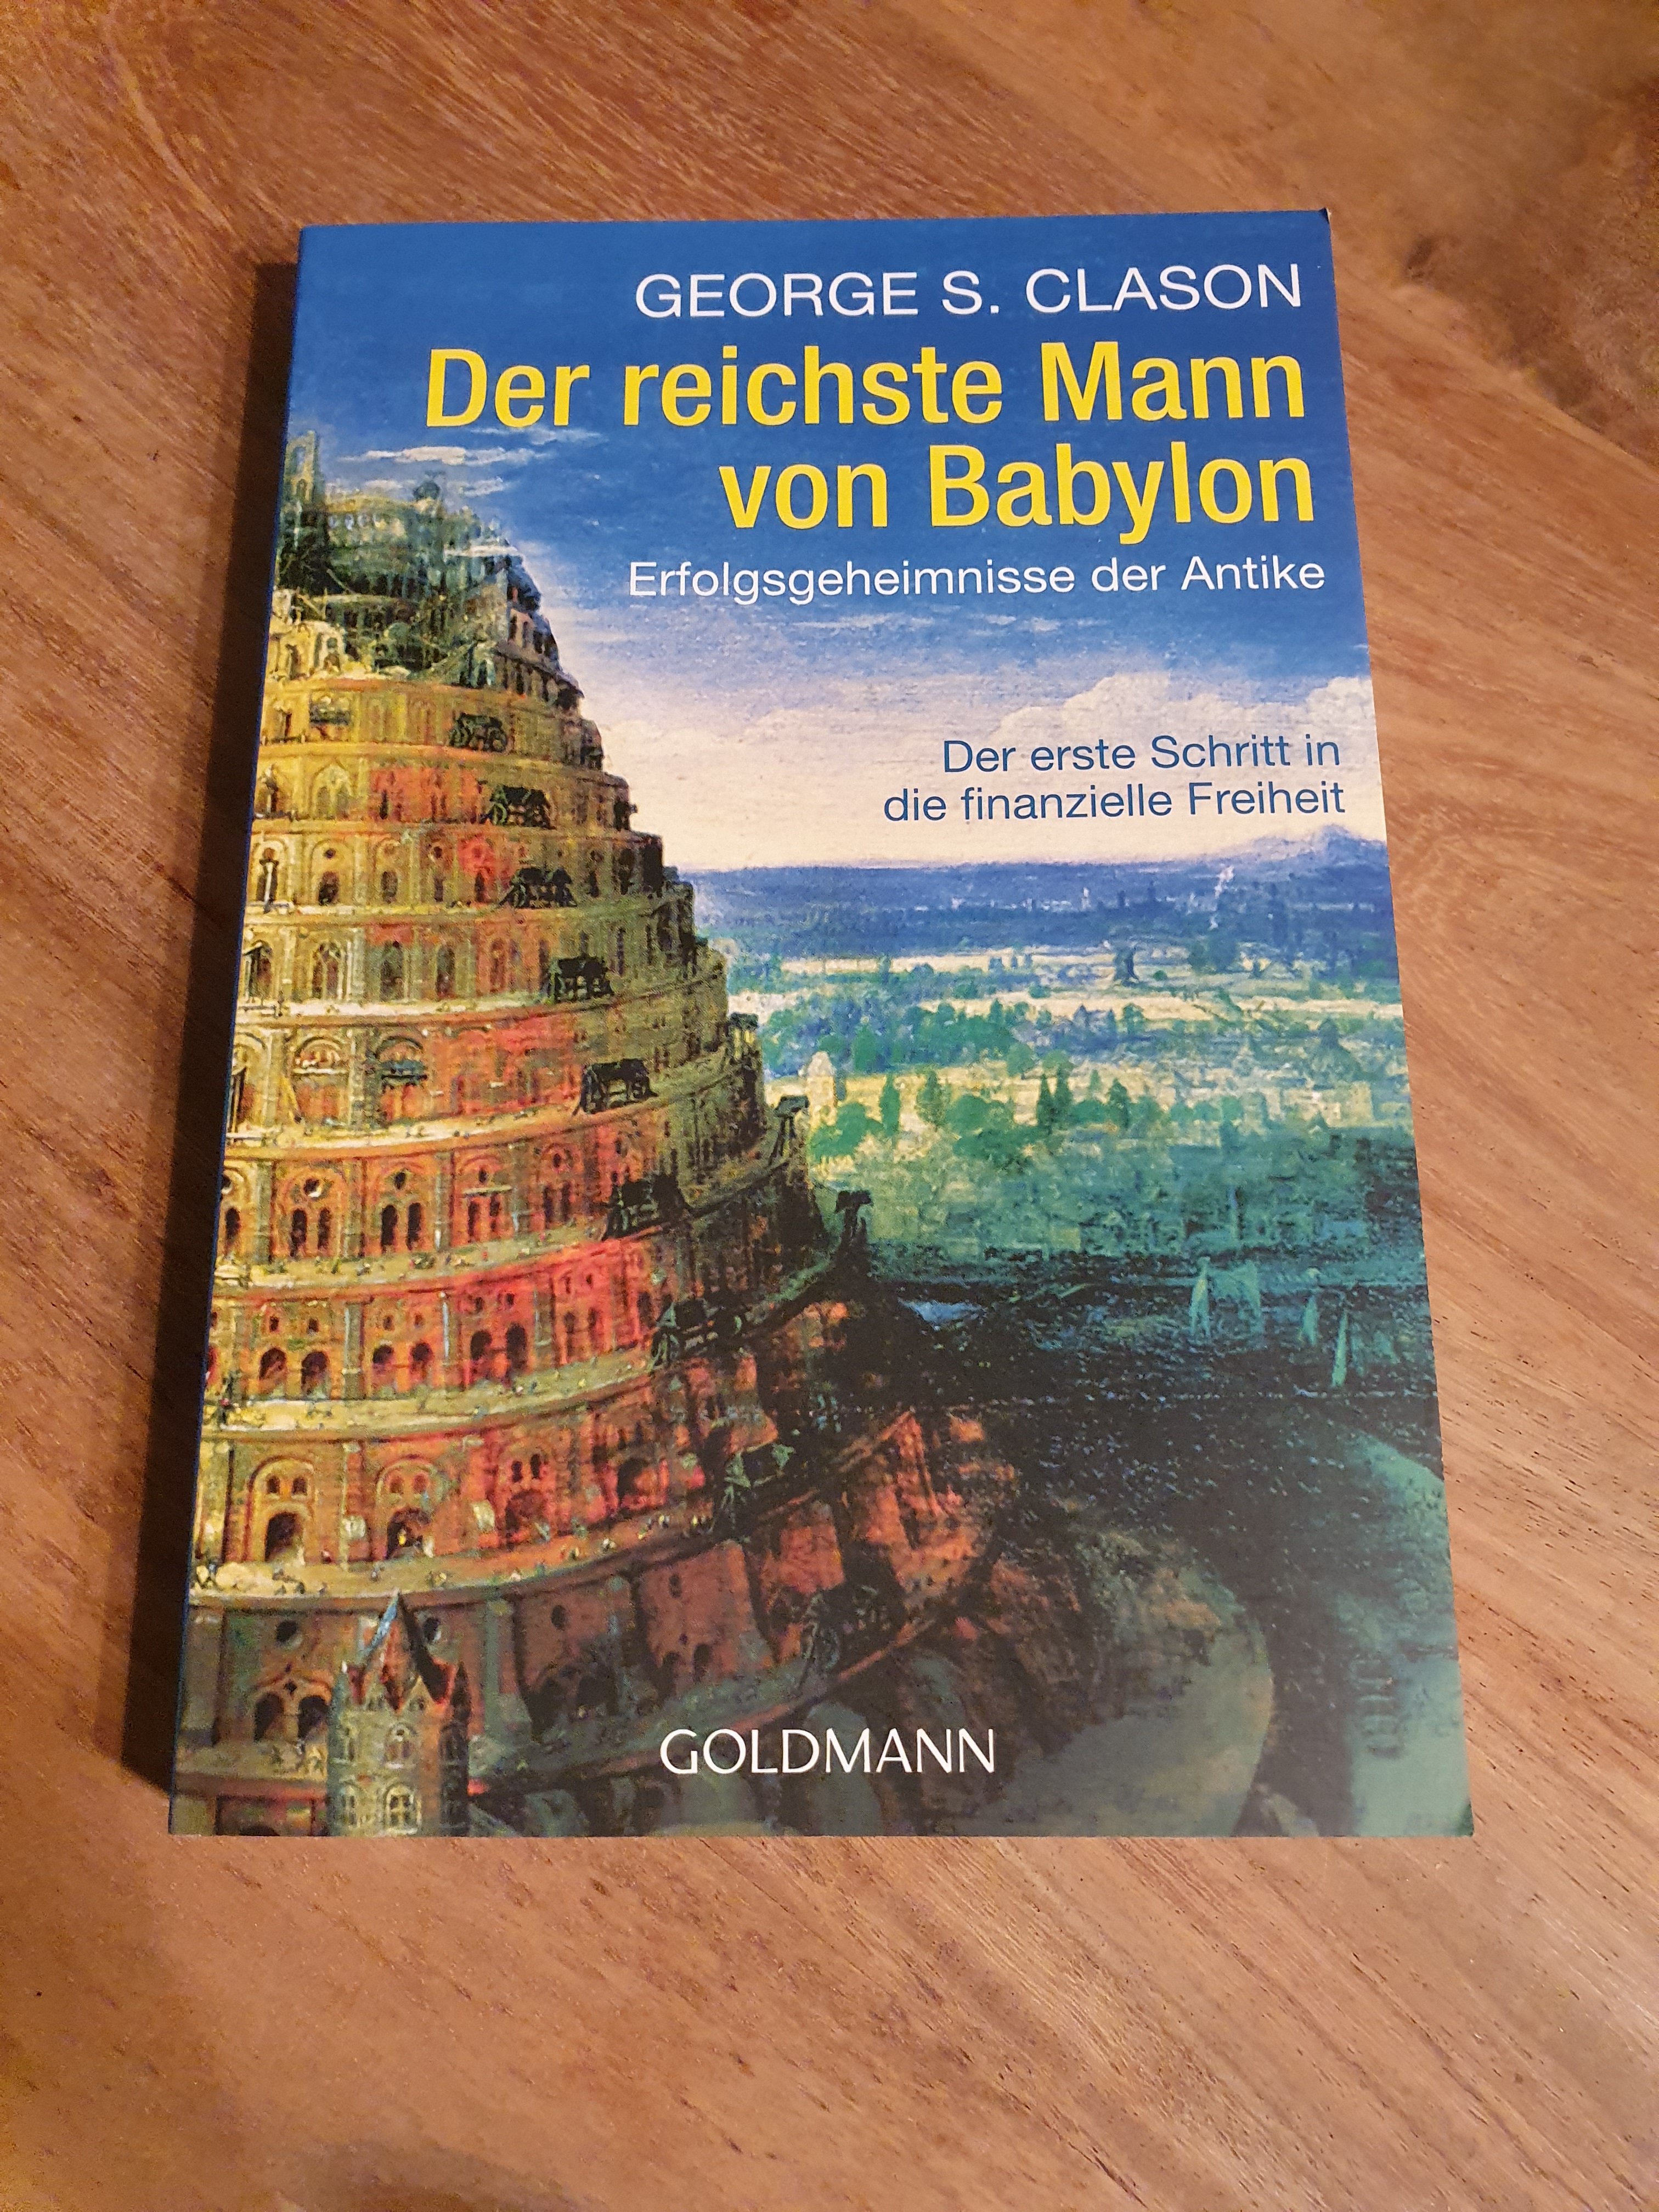 GEORGE S. CLASON
Der reichste Mann
von Babylon
Erfolgsgeheimnisse der Antike
Der erste Schritt in
die finanzielle Freiheit
GOLDMANN